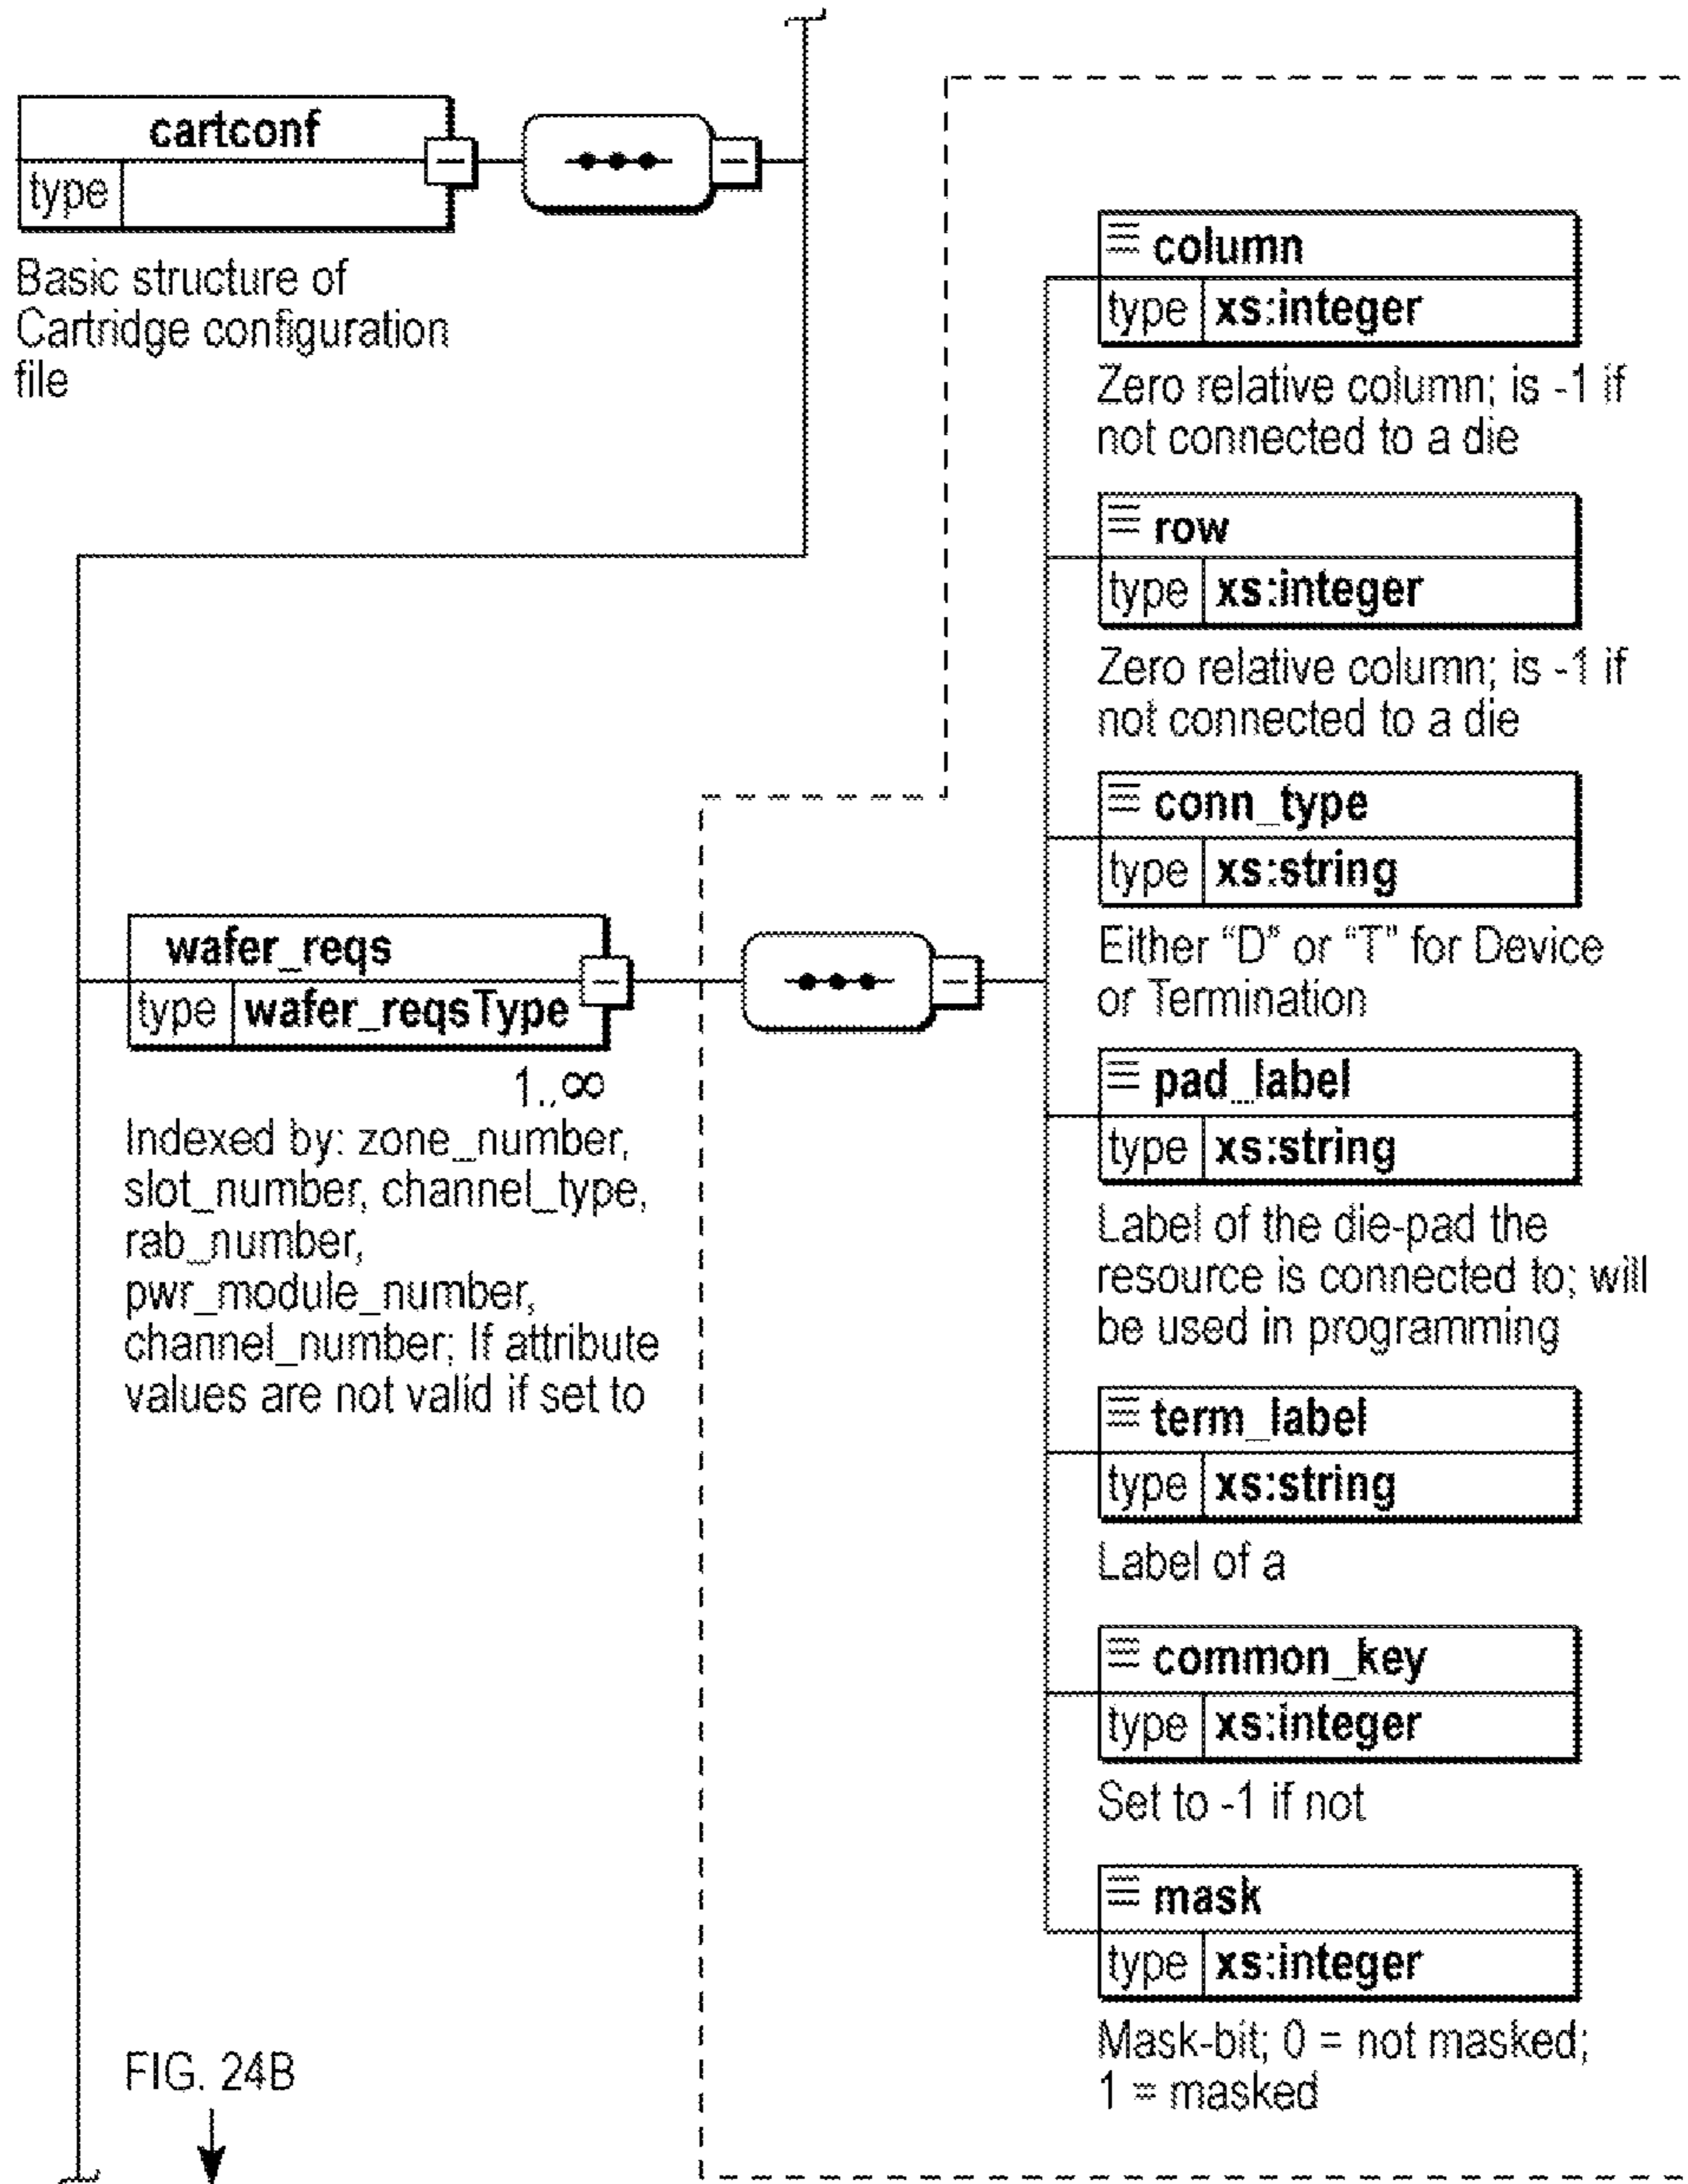 cartconf
type
Basic structure of
Cartridge configuration
file
column
type xs:integer
Zero relative column; is -1 if
not connected to a die
row
type xs:integer
Zero relative column; is -1 if
not connected to a die
conn_type
type xs:string
Either “D” or “T” for Device
or Termination
wafer_reqs
type wafer_reqsType
1..∞
Indexed by: zone_number,
slot_number, channel_type,
rab_number,
pwr_module_number,
channel_number; If attribute
values are not valid if set to
pad_label
type xs:string
Label of the die-pad the
resource is connected to; will
be used in programming
term_label
type xs:string
Label of a
common_key
type xs:integer
Set to -1 if not
mask
type xs:integer
Mask-bit; 0 = not masked;
1 = masked
FIG. 24B